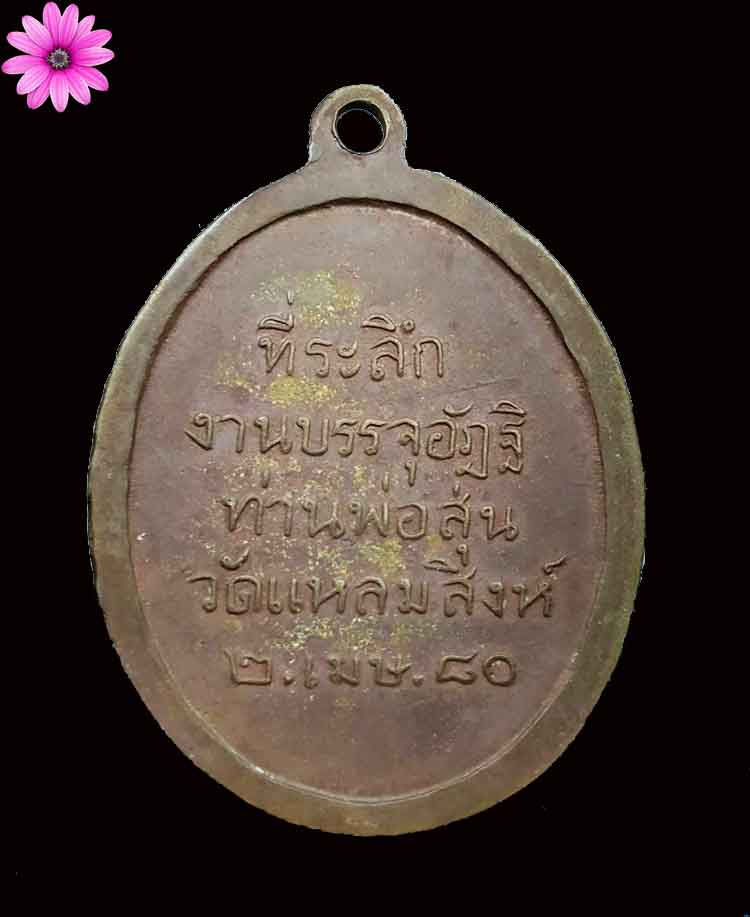 ที่ระลึก
งานบรรจุอัฏฐิ
ท่านพ่อสุ่น
วัดแหลมสิงห์
๒.เมษ.๘๐